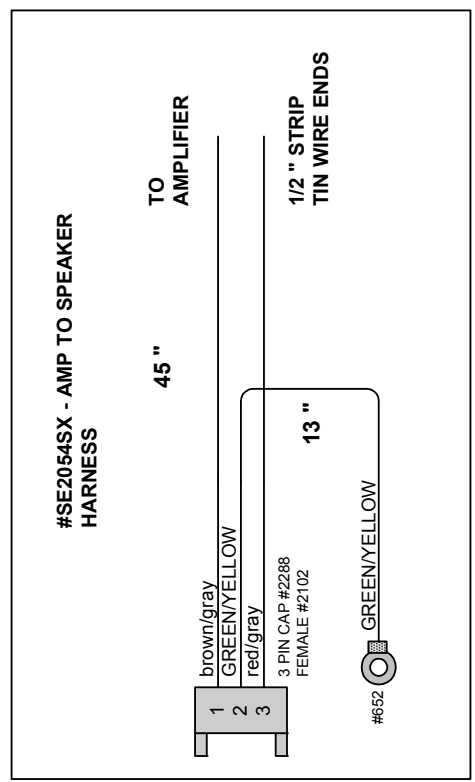 #SE2054SX - AMP TO SPEAKER
HARNESS
45 "
TO
AMPLIFIER
brown/gray
GREEN/YELLOW
red/gray
1
2
3
3 PIN CAP #2288
FEMALE #2102
13 "
1/2 " STRIP
TIN WIRE ENDS
GREEN/YELLOW
#652